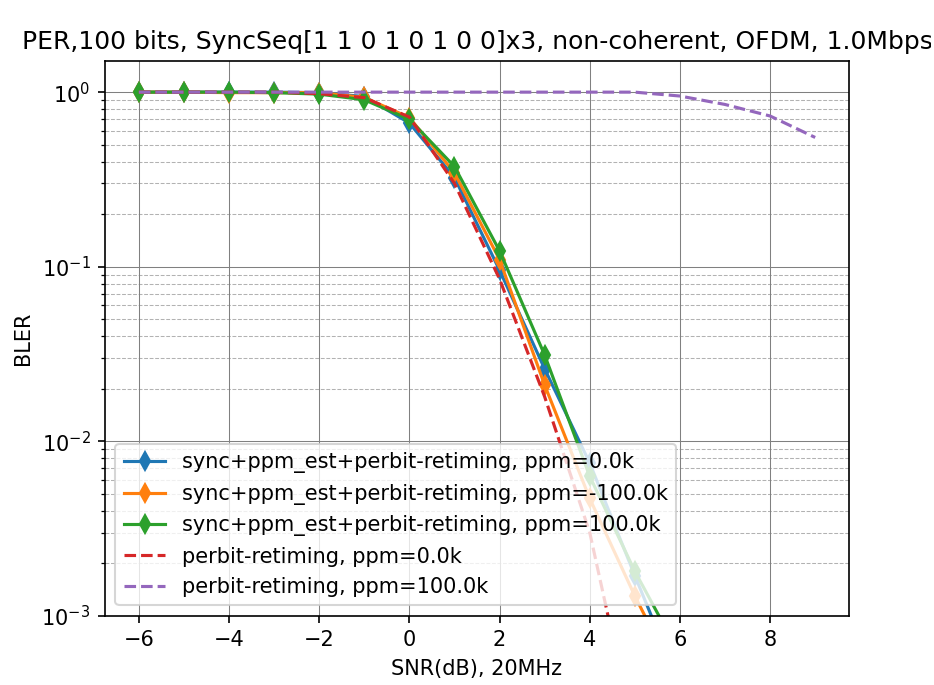 PER,100 bits, SyncSeq[1 1 0 1 0 1 0 0]x3, non-coherent, OFDM, 1.0Mbps
10⁰
10⁻¹
10⁻²
10⁻³
BLER
sync+ppm_est+perbit-retiming, ppm=0.0k
sync+ppm_est+perbit-retiming, ppm=-100.0k
sync+ppm_est+perbit-retiming, ppm=100.0k
perbit-retiming, ppm=0.0k
perbit-retiming, ppm=100.0k
−6 −4 −2 0 2 4 6 8
SNR(dB), 20MHz